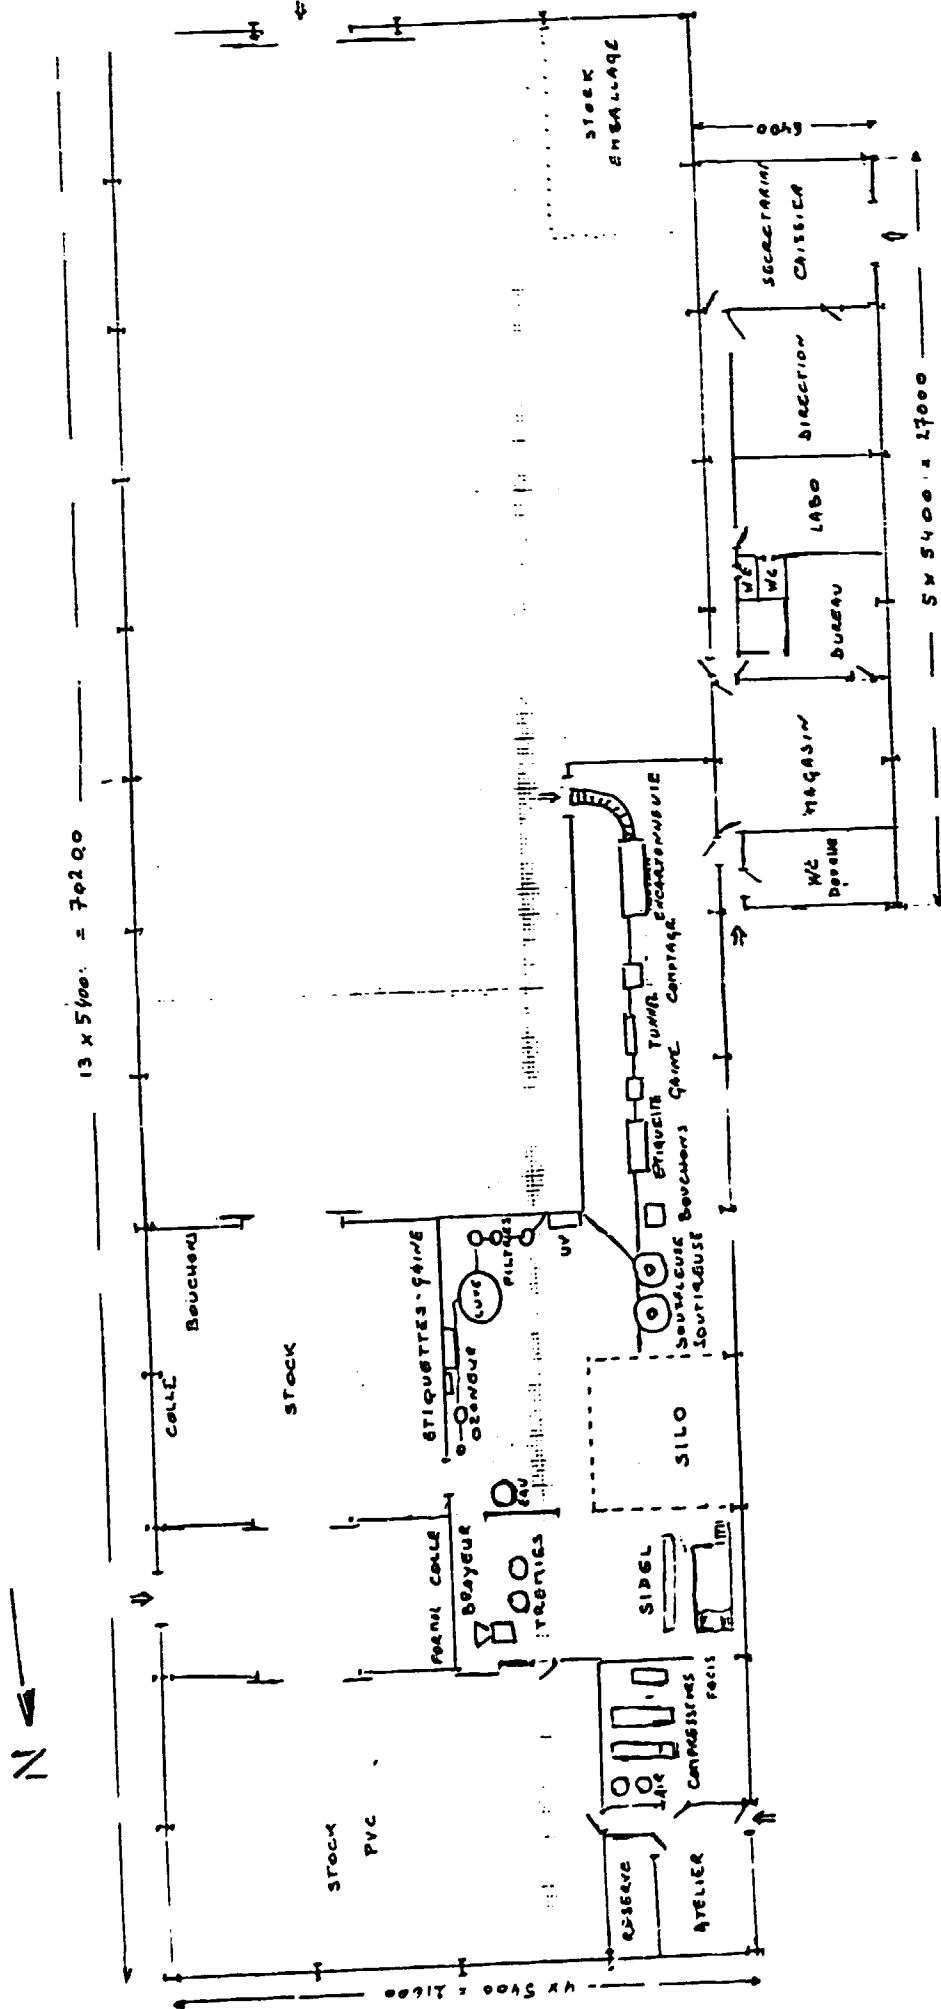 N
13 x 5400 = 70200
4 x 5400 = 21600
5 x 5400 = 27000
5400
STOCK
EMBALLAGE
SECRETARIAT
CAISSIER
DIRECTION
LABO
WC
WC
BUREAU
MAGASIN
WC
DOUCHE
ENCARTONNEUSE
COMPTAGE
TUNNEL
GAINE
ETIQUETTE
BOUCHONS
SOUFFLEUSE
SOUTIREUSE
UV
FILTRES
CUVE
OZONEUR
ETIQUETTES - GAINE
BOUCHONS
COLLE
STOCK
EAU
SILO
FORMOL COLLE
BROYEUR
TREMIES
SIDEL
COMPRESSEURS
AIR
STOCK
PVC
RESERVE
ATELIER